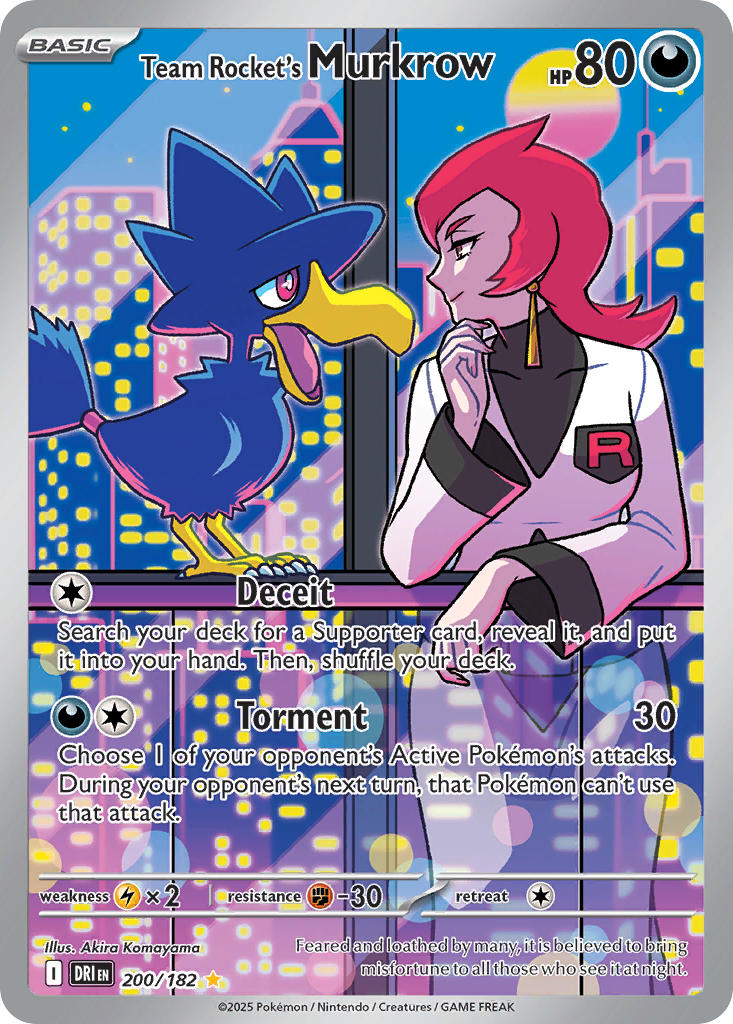 BASIC
Team Rocket's Murkrow HP 80
R
Deceit
Search your deck for a Supporter card, reveal it, and put
it into your hand. Then, shuffle your deck.
Torment 30
Choose 1 of your opponent's Active Pokémon's attacks.
During your opponent's next turn, that Pokémon can't use
that attack.
weakness ×2 resistance -30 retreat
Illus. Akira Komayama
Feared and loathed by many, it is believed to bring
misfortune to all those who see it at night.
I DRI EN 200/182
©2025 Pokémon / Nintendo / Creatures / GAME FREAK